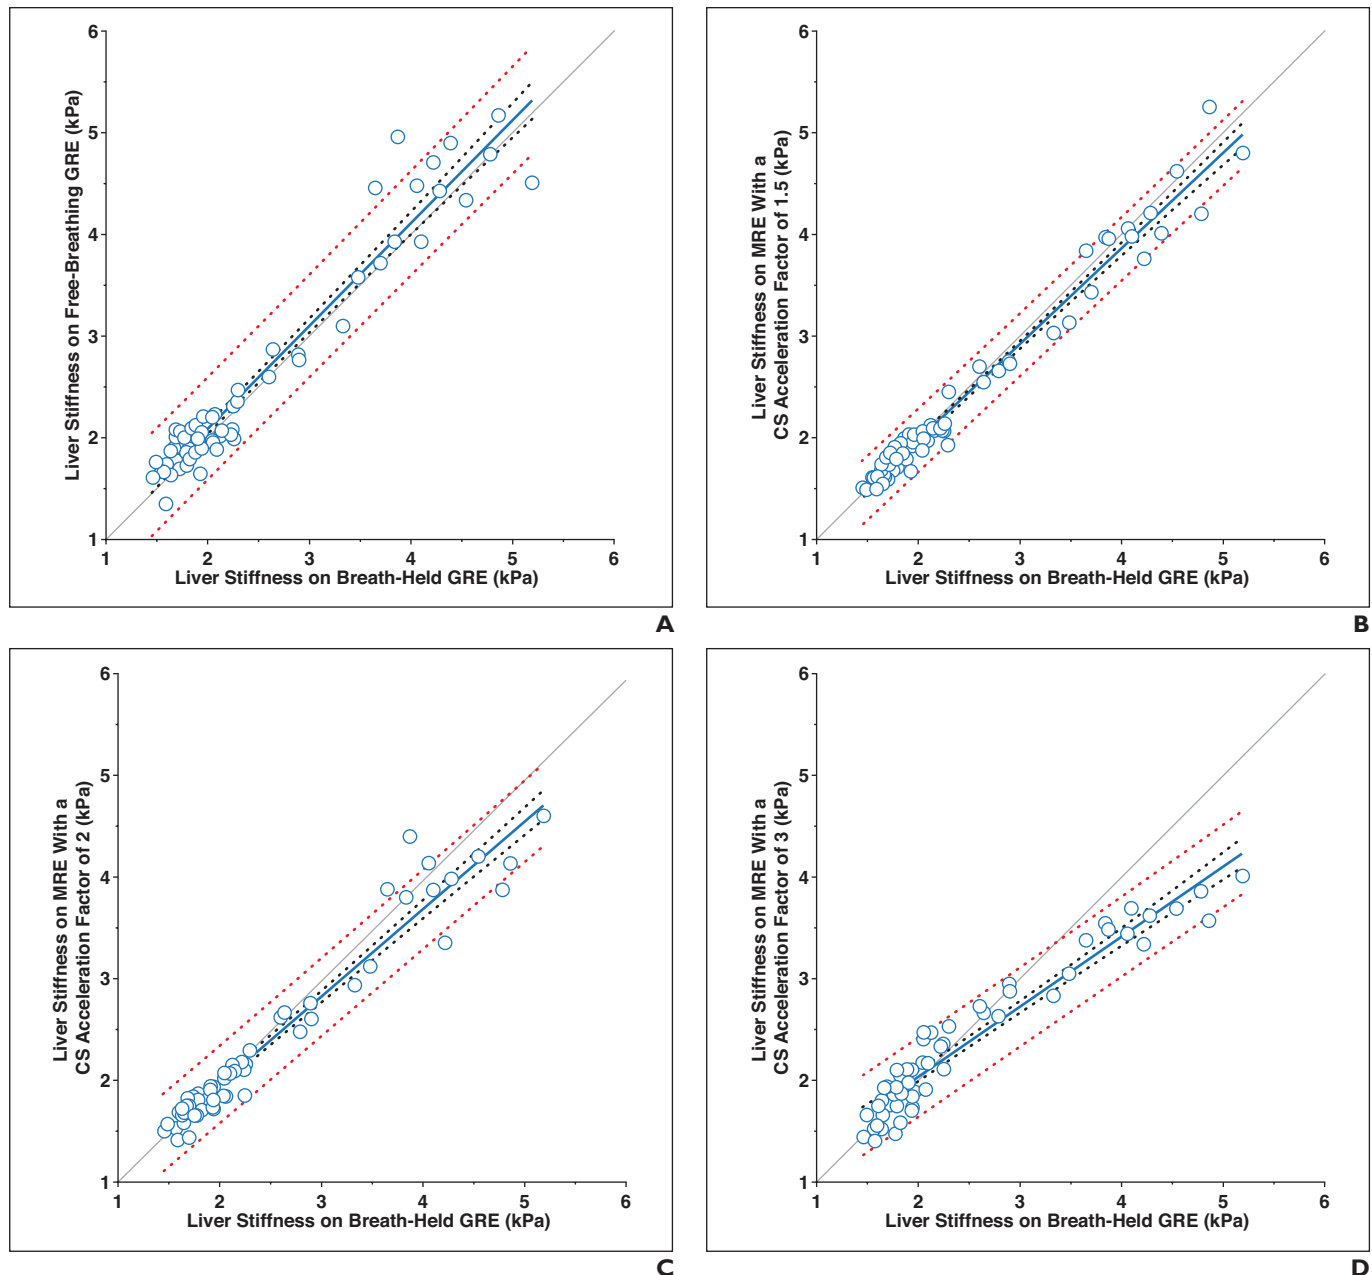 6
5
4
3
2
1
Liver Stiffness on Free-Breathing GRE (kPa)
1 2 3 4 5 6
Liver Stiffness on Breath-Held GRE (kPa)
A
6
5
4
3
2
1
Liver Stiffness on MRE With a
CS Acceleration Factor of 1.5 (kPa)
1 2 3 4 5 6
Liver Stiffness on Breath-Held GRE (kPa)
B
6
5
4
3
2
1
Liver Stiffness on MRE With a
CS Acceleration Factor of 2 (kPa)
1 2 3 4 5 6
Liver Stiffness on Breath-Held GRE (kPa)
C
6
5
4
3
2
1
Liver Stiffness on MRE With a
CS Acceleration Factor of 3 (kPa)
1 2 3 4 5 6
Liver Stiffness on Breath-Held GRE (kPa)
D